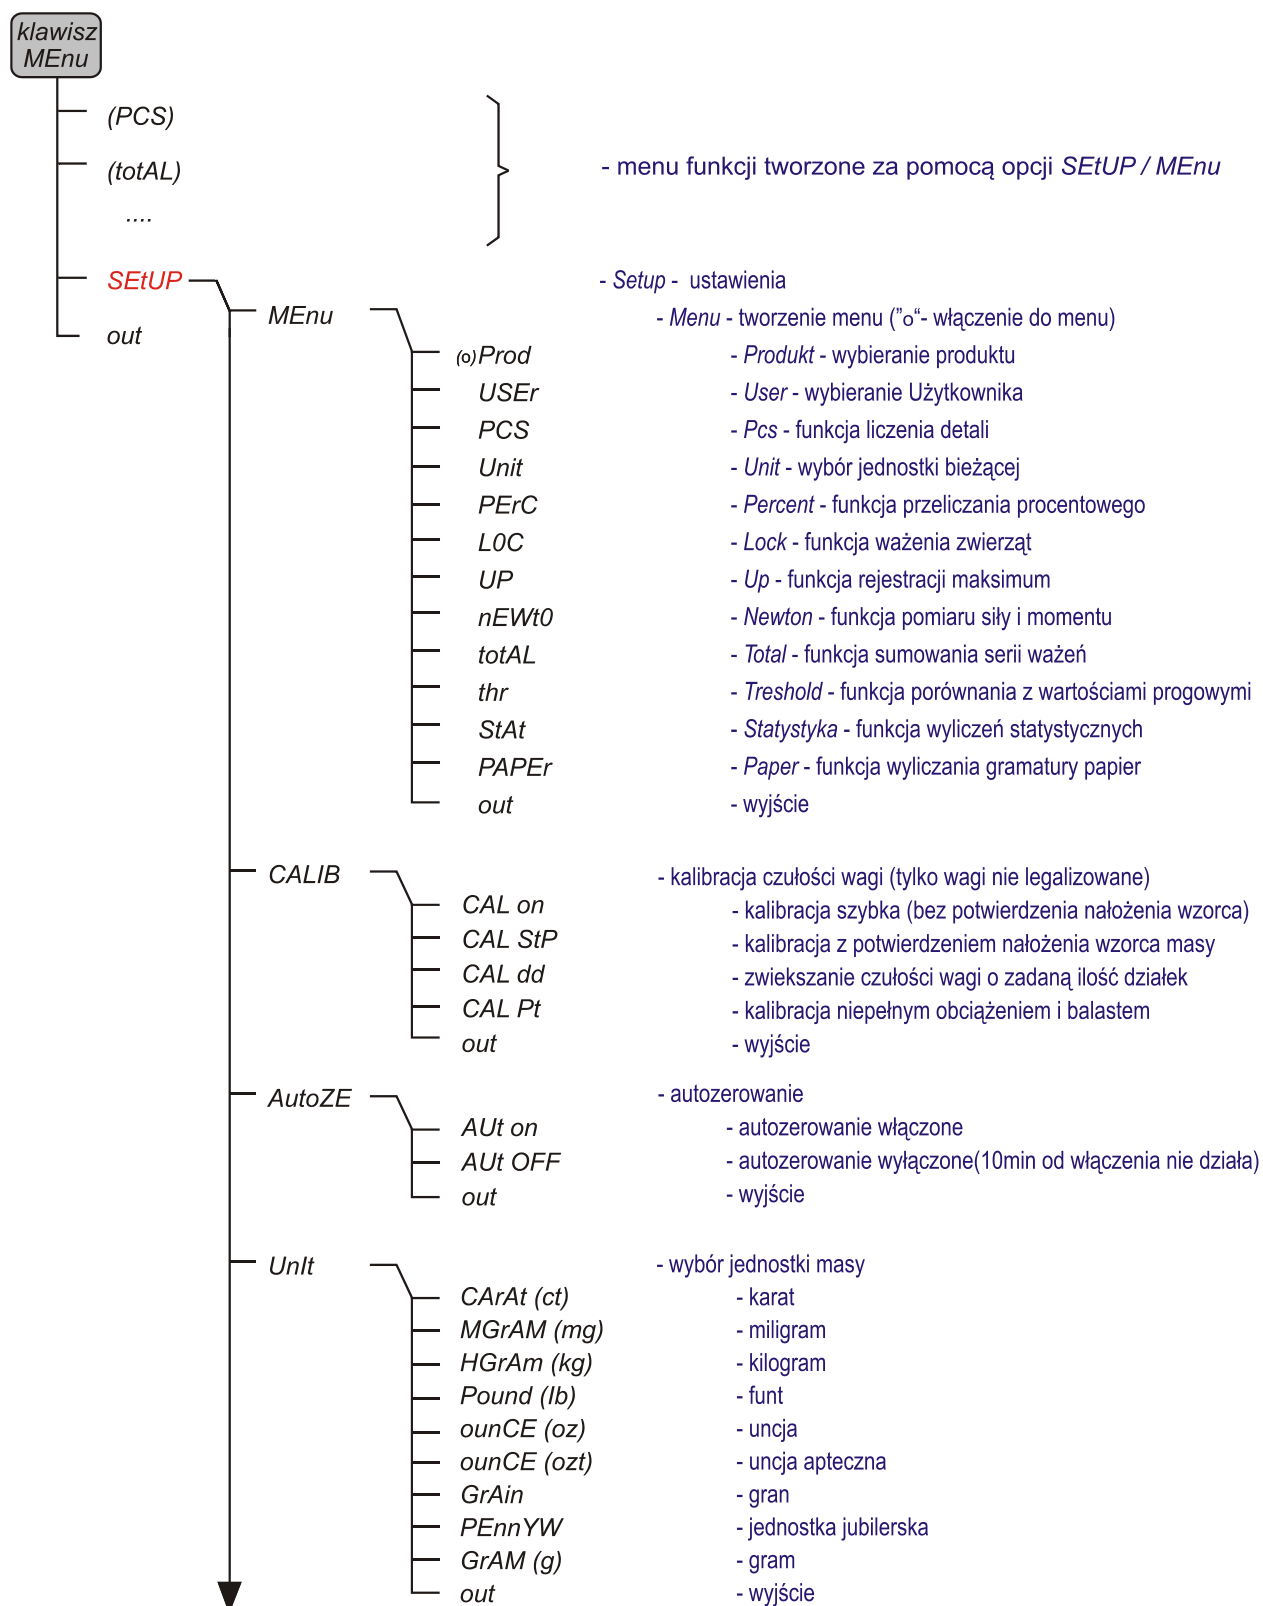 klawisz
MEnu
(PCS)
(totAL)
....
- menu funkcji tworzone za pomocą opcji SEtUP / MEnu
SEtUP - Setup - ustawienia
MEnu - Menu - tworzenie menu ("o"- włączenie do menu)
out
(o)Prod - Produkt - wybieranie produktu
USEr - User - wybieranie Użytkownika
PCS - Pcs - funkcja liczenia detali
Unit - Unit - wybór jednostki bieżącej
PErC - Percent - funkcja przeliczania procentowego
L0C - Lock - funkcja ważenia zwierząt
UP - Up - funkcja rejestracji maksimum
nEWt0 - Newton - funkcja pomiaru siły i momentu
totAL - Total - funkcja sumowania serii ważeń
thr - Treshold - funkcja porównania z wartościami progowymi
StAt - Statystyka - funkcja wyliczeń statystycznych
PAPEr - Paper - funkcja wyliczania gramatury papier
out - wyjście
CALIB - kalibracja czułości wagi (tylko wagi nie legalizowane)
CAL on - kalibracja szybka (bez potwierdzenia nałożenia wzorca)
CAL StP - kalibracja z potwierdzeniem nałożenia wzorca masy
CAL dd - zwiekszanie czułości wagi o zadaną ilość działek
CAL Pt - kalibracja niepełnym obciążeniem i balastem
out - wyjście
AutoZE - autozerowanie
AUt on - autozerowanie włączone
AUt OFF - autozerowanie wyłączone(10min od włączenia nie działa)
out - wyjście
UnIt - wybór jednostki masy
CArAt (ct) - karat
MGrAM (mg) - miligram
HGrAm (kg) - kilogram
Pound (lb) - funt
ounCE (oz) - uncja
ounCE (ozt) - uncja apteczna
GrAin - gran
PEnnYW - jednostka jubilerska
GrAM (g) - gram
out - wyjście